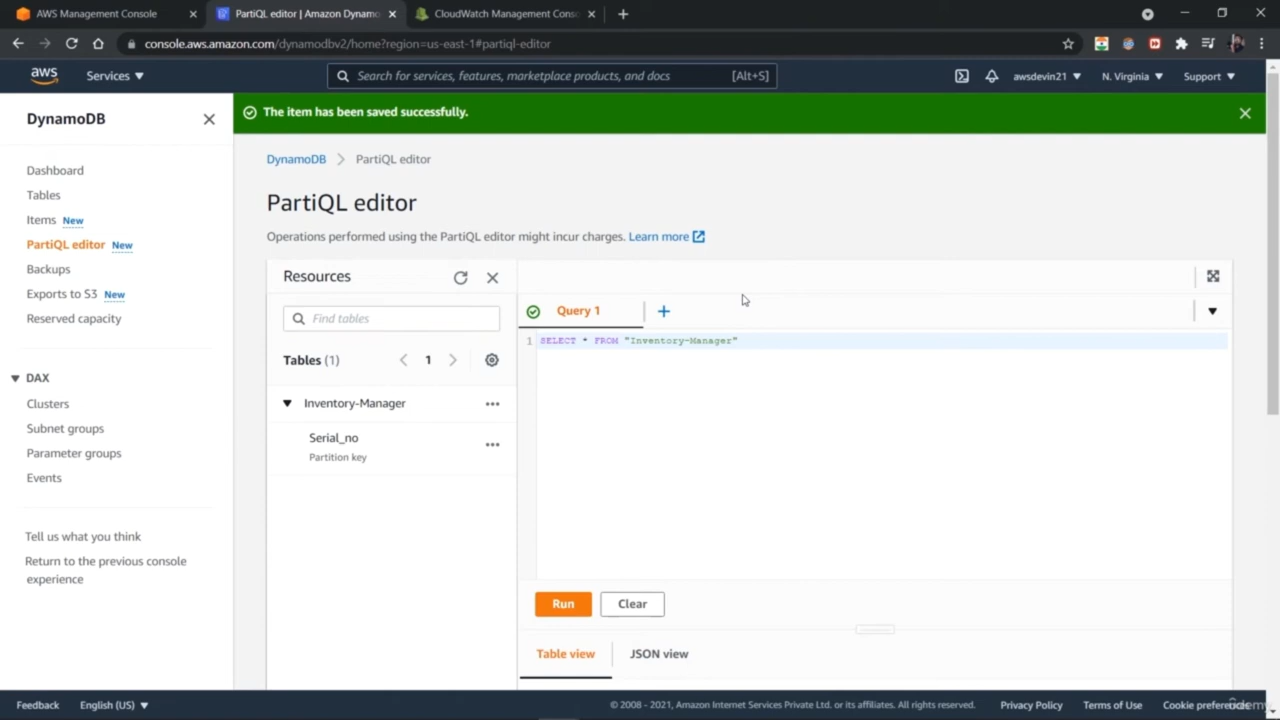 AWS Management Console
PartiQL editor | Amazon Dynamo
CloudWatch Management Conso
console.aws.amazon.com/dynamodbv2/home?region=us-east-1#partiql-editor
aws
Services
Search for services, features, marketplace products, and docs
[Alt+S]
awsdevin21
N. Virginia
Support
DynamoDB
The item has been saved successfully.
DynamoDB
PartiQL editor
Dashboard
Tables
Items New
PartiQL editor New
Backups
Exports to S3 New
Reserved capacity
DAX
Clusters
Subnet groups
Parameter groups
Events
Tell us what you think
Return to the previous console
experience
PartiQL editor
Operations performed using the PartiQL editor might incur charges. Learn more
Resources
Find tables
Tables (1)
1
Inventory-Manager
Serial_no
Partition key
Query 1
1 SELECT * FROM "Inventory-Manager"
Run
Clear
Table view
JSON view
Feedback
English (US)
© 2008 - 2021, Amazon Internet Services Private Ltd. or its affiliates. All rights reserved.
Privacy Policy
Terms of Use
Cookie preferences